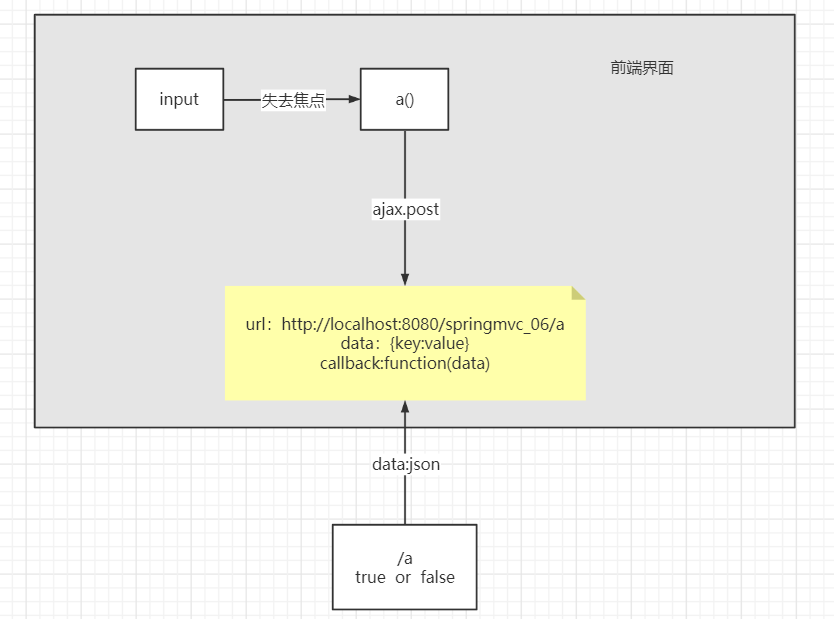 前端界面
input
失去焦点
a()
ajax.post
url：http://localhost:8080/springmvc_06/a
data：{key:value}
callback:function(data)
data:json
/a
true or false